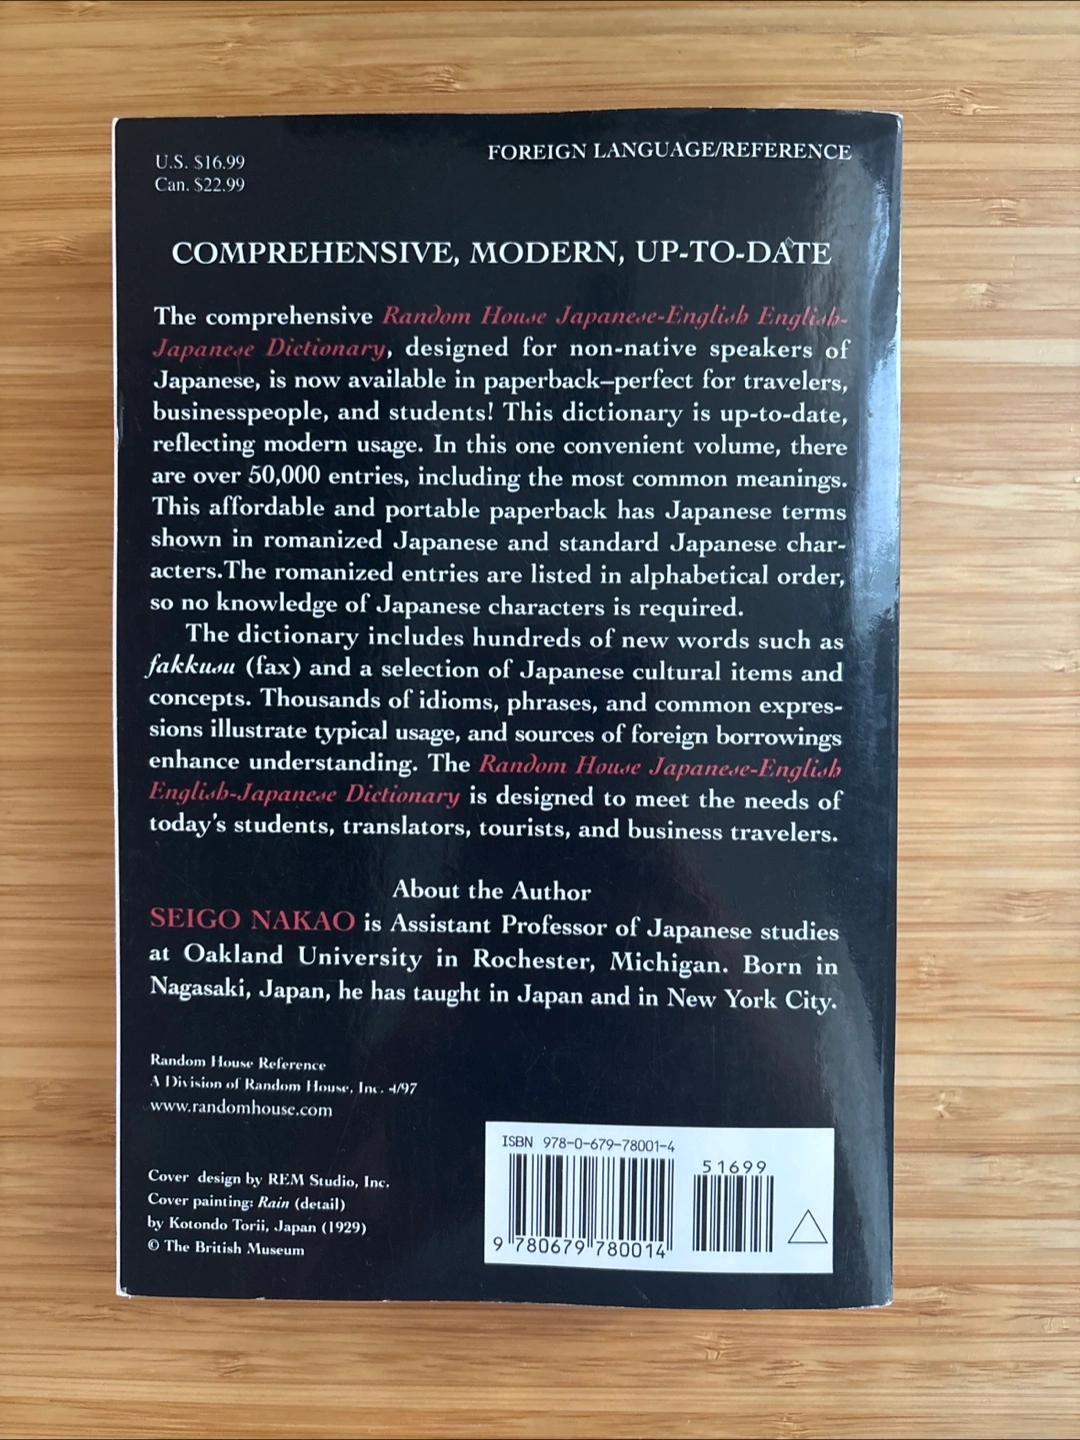 U.S. $16.99
Can. $22.99
FOREIGN LANGUAGE/REFERENCE
COMPREHENSIVE, MODERN, UP-TO-DATE
The comprehensive Random House Japanese-English English-
Japanese Dictionary, designed for non-native speakers of
Japanese, is now available in paperback–perfect for travelers,
businesspeople, and students! This dictionary is up-to-date,
reflecting modern usage. In this one convenient volume, there
are over 50,000 entries, including the most common meanings.
This affordable and portable paperback has Japanese terms
shown in romanized Japanese and standard Japanese char-
acters.The romanized entries are listed in alphabetical order,
so no knowledge of Japanese characters is required.
The dictionary includes hundreds of new words such as
fakkusu (fax) and a selection of Japanese cultural items and
concepts. Thousands of idioms, phrases, and common expres-
sions illustrate typical usage, and sources of foreign borrowings
enhance understanding. The Random House Japanese-English
English-Japanese Dictionary is designed to meet the needs of
today's students, translators, tourists, and business travelers.
About the Author
SEIGO NAKAO is Assistant Professor of Japanese studies
at Oakland University in Rochester, Michigan. Born in
Nagasaki, Japan, he has taught in Japan and in New York City.
Random House Reference
A Division of Random House, Inc. 4/97
www.randomhouse.com
Cover design by REM Studio, Inc.
Cover painting: Rain (detail)
by Kotondo Torii, Japan (1929)
© The British Museum
ISBN 978-0-679-78001-4
51699
9 780679 780014